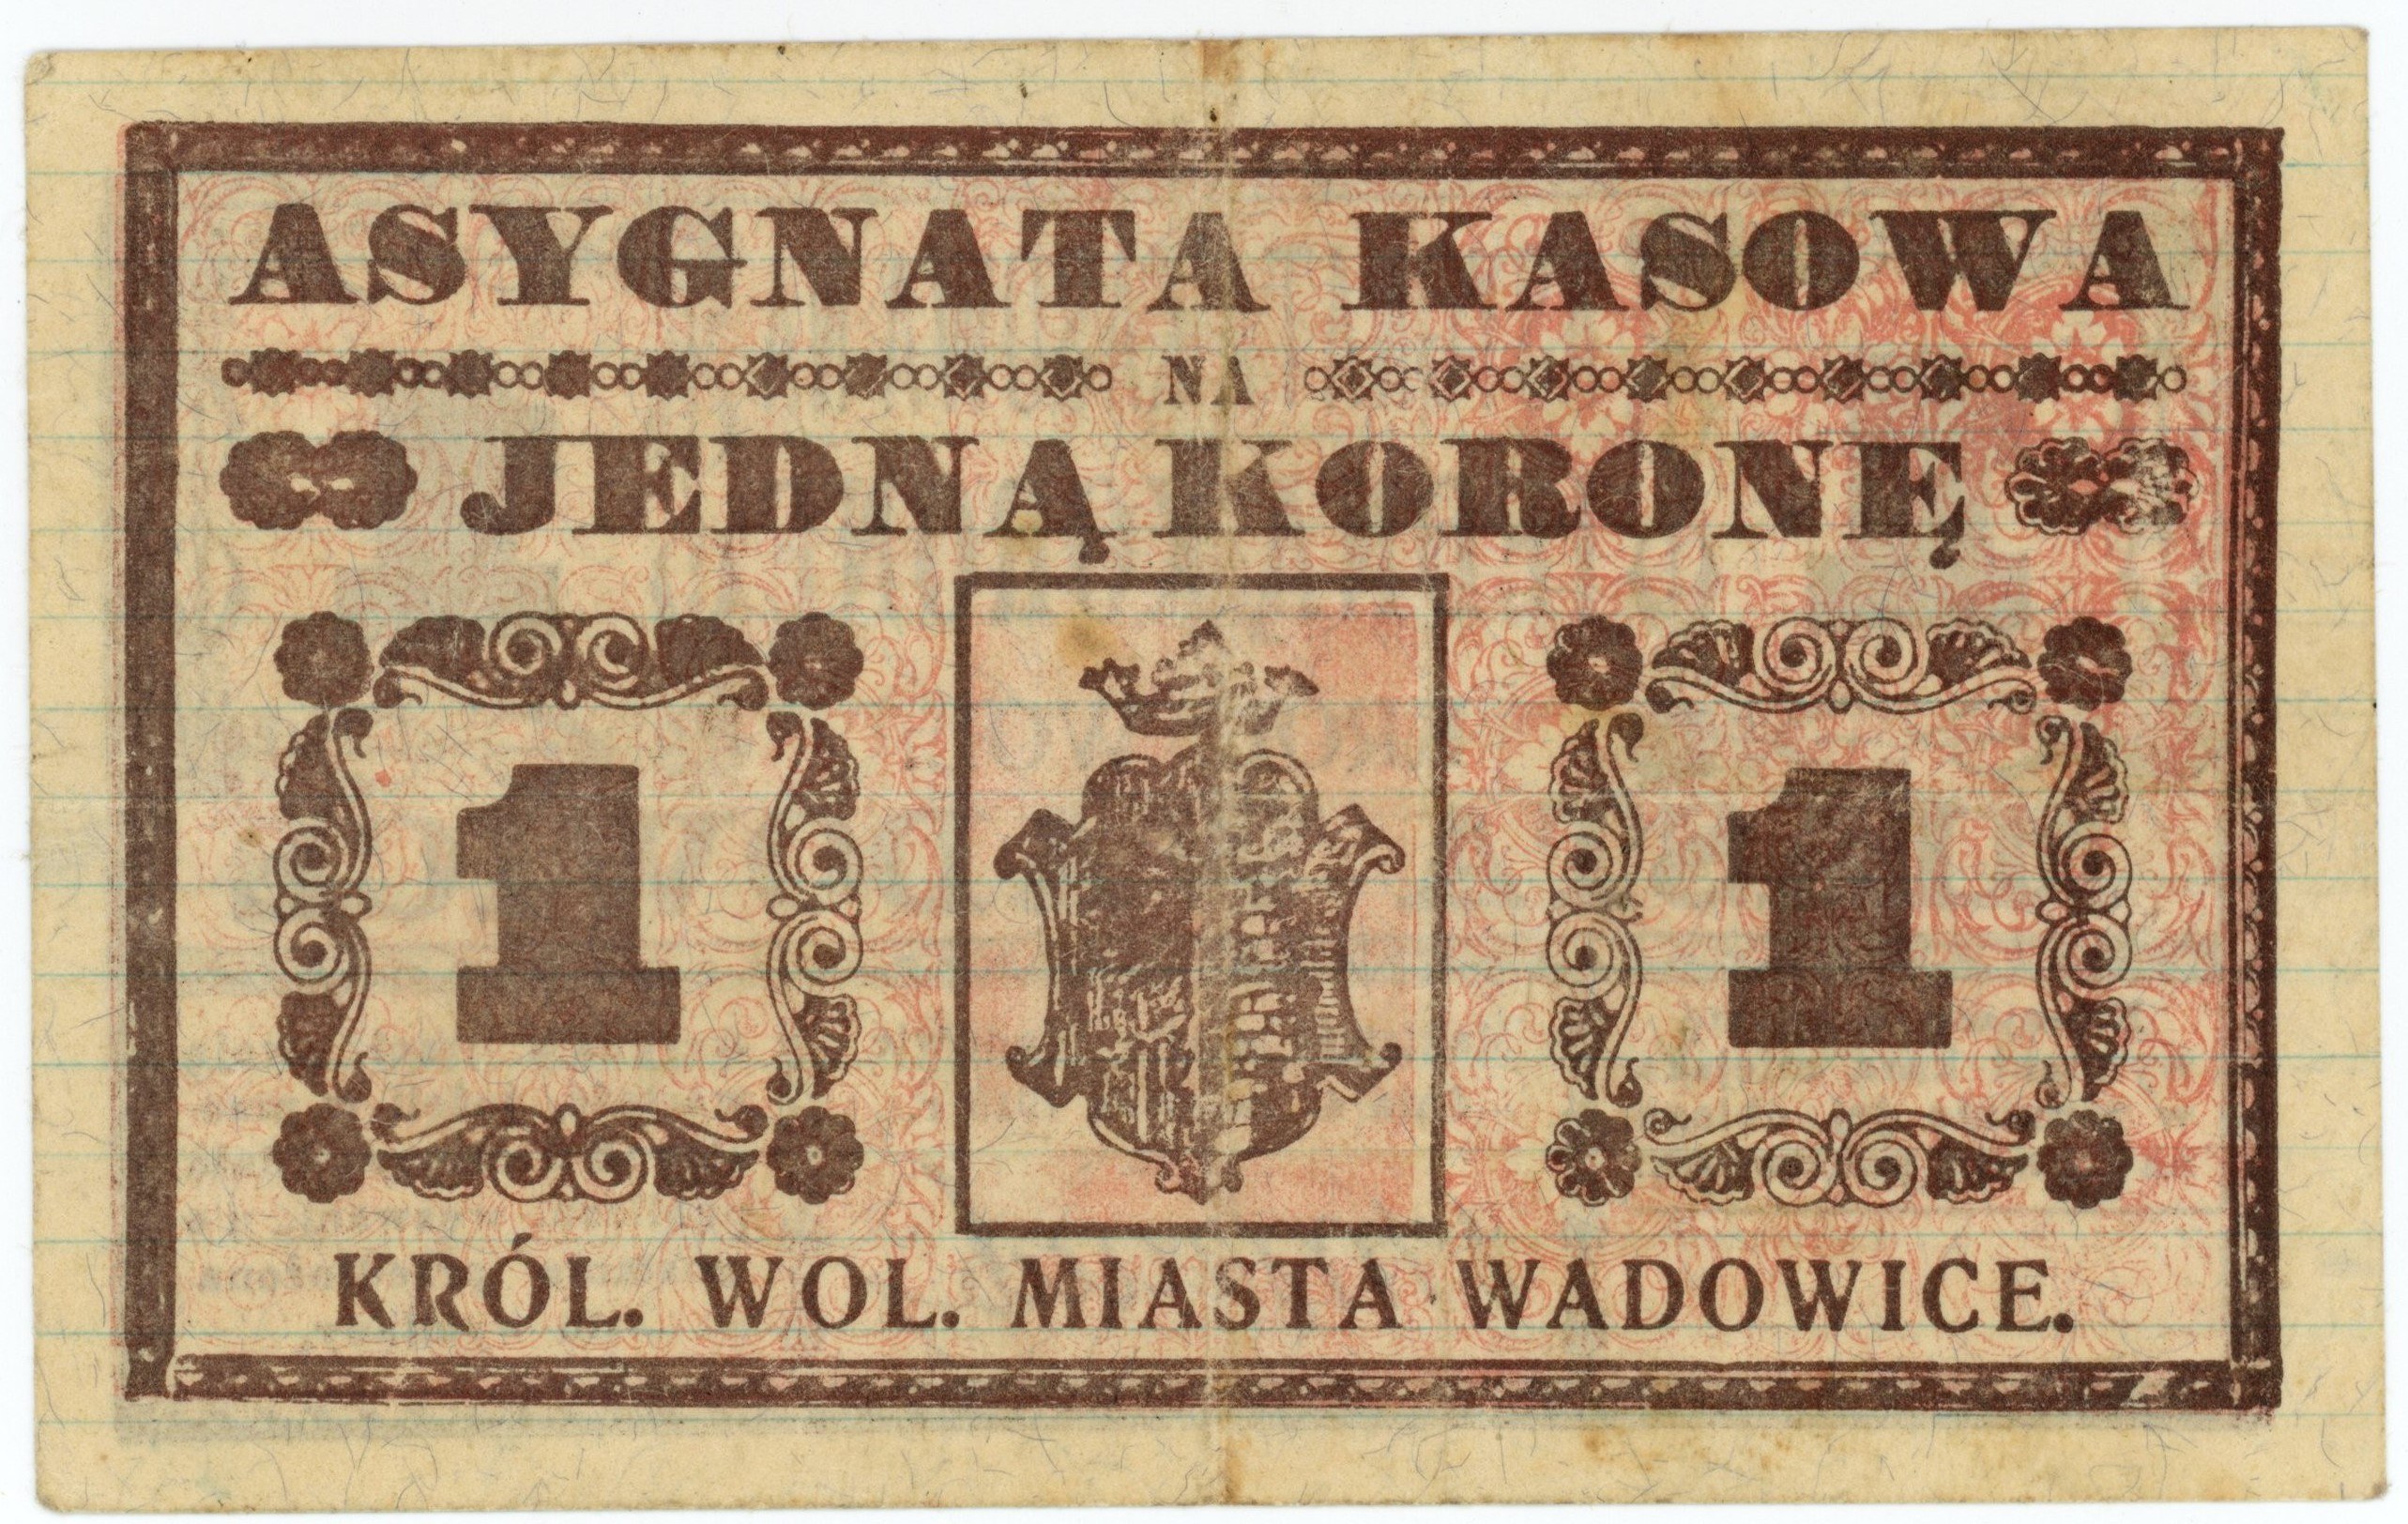 ASYGNATA KASOWA
NA
JEDNĄ KORONĘ
1 1
KRÓL. WOL. MIASTA WADOWICE.